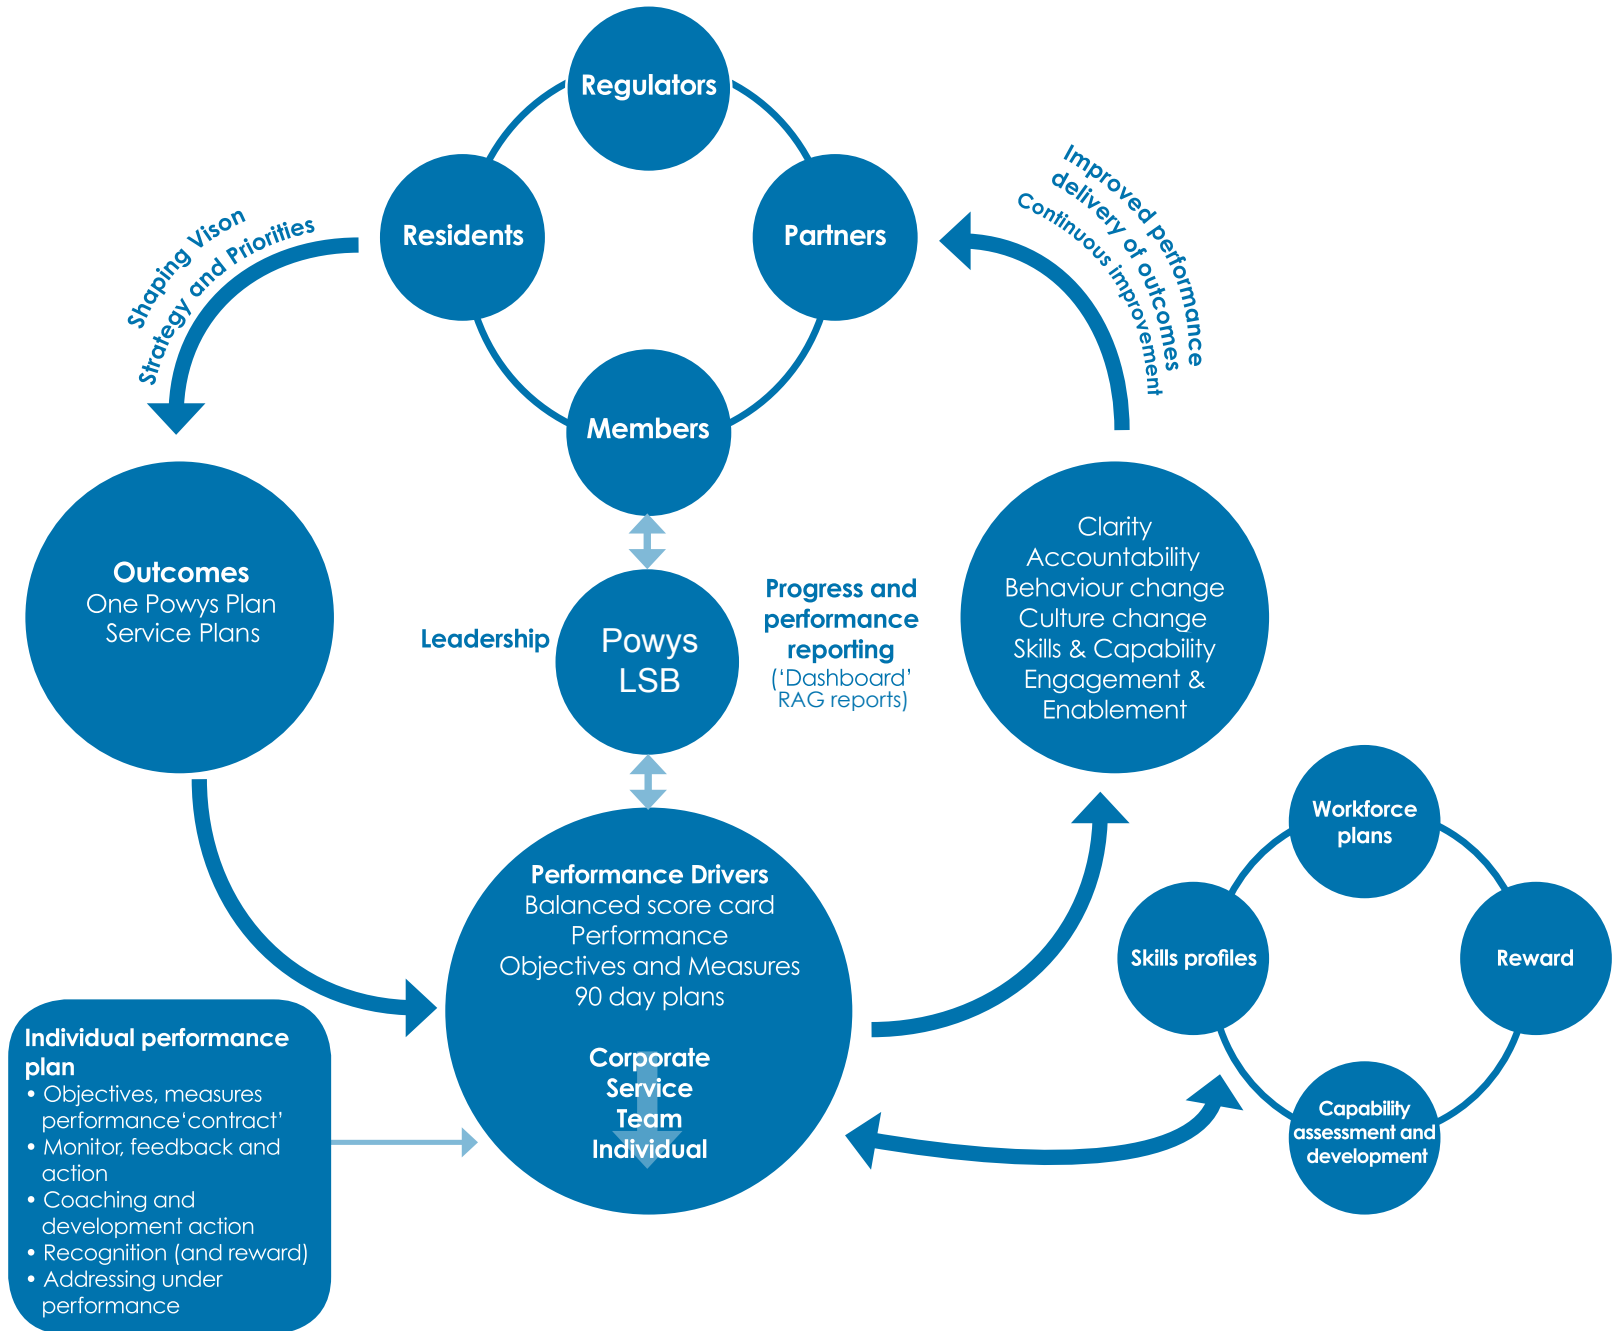 Regulators
Residents
Partners
Members
Shaping Vison
Strategy and Priorities
Improved performance
delivery of outcomes
Continuous improvement
Outcomes
One Powys Plan
Service Plans
Leadership
Powys
LSB
Progress and
performance
reporting
(‘Dashboard’
RAG reports)
Clarity
Accountability
Behaviour change
Culture change
Skills & Capability
Engagement &
Enablement
Performance Drivers
Balanced score card
Performance
Objectives and Measures
90 day plans
Corporate
Service
Team
Individual
Workforce
plans
Skills profiles
Reward
Capability
assessment and
development
Individual performance
plan
• Objectives, measures
performance‘contract’
• Monitor, feedback and
action
• Coaching and
development action
• Recognition (and reward)
• Addressing under
performance